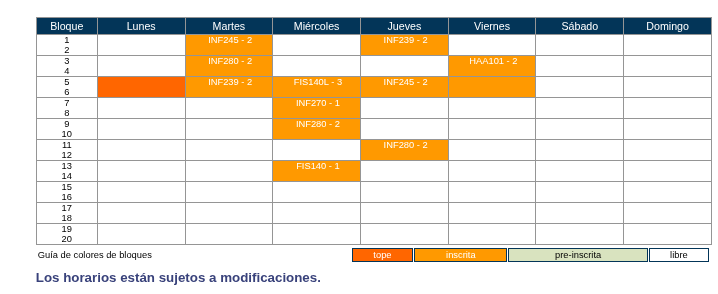 Bloque Lunes Martes Miércoles Jueves Viernes Sábado Domingo
1 INF245 - 2 INF239 - 2
2
3 INF280 - 2 HAA101 - 2
4
5 INF239 - 2 FIS140L - 3 INF245 - 2
6
7 INF270 - 1
8
9 INF280 - 2
10
11 INF280 - 2
12
13 FIS140 - 1
14
15
16
17
18
19
20
Guía de colores de bloques tope inscrita pre-inscrita libre
Los horarios están sujetos a modificaciones.